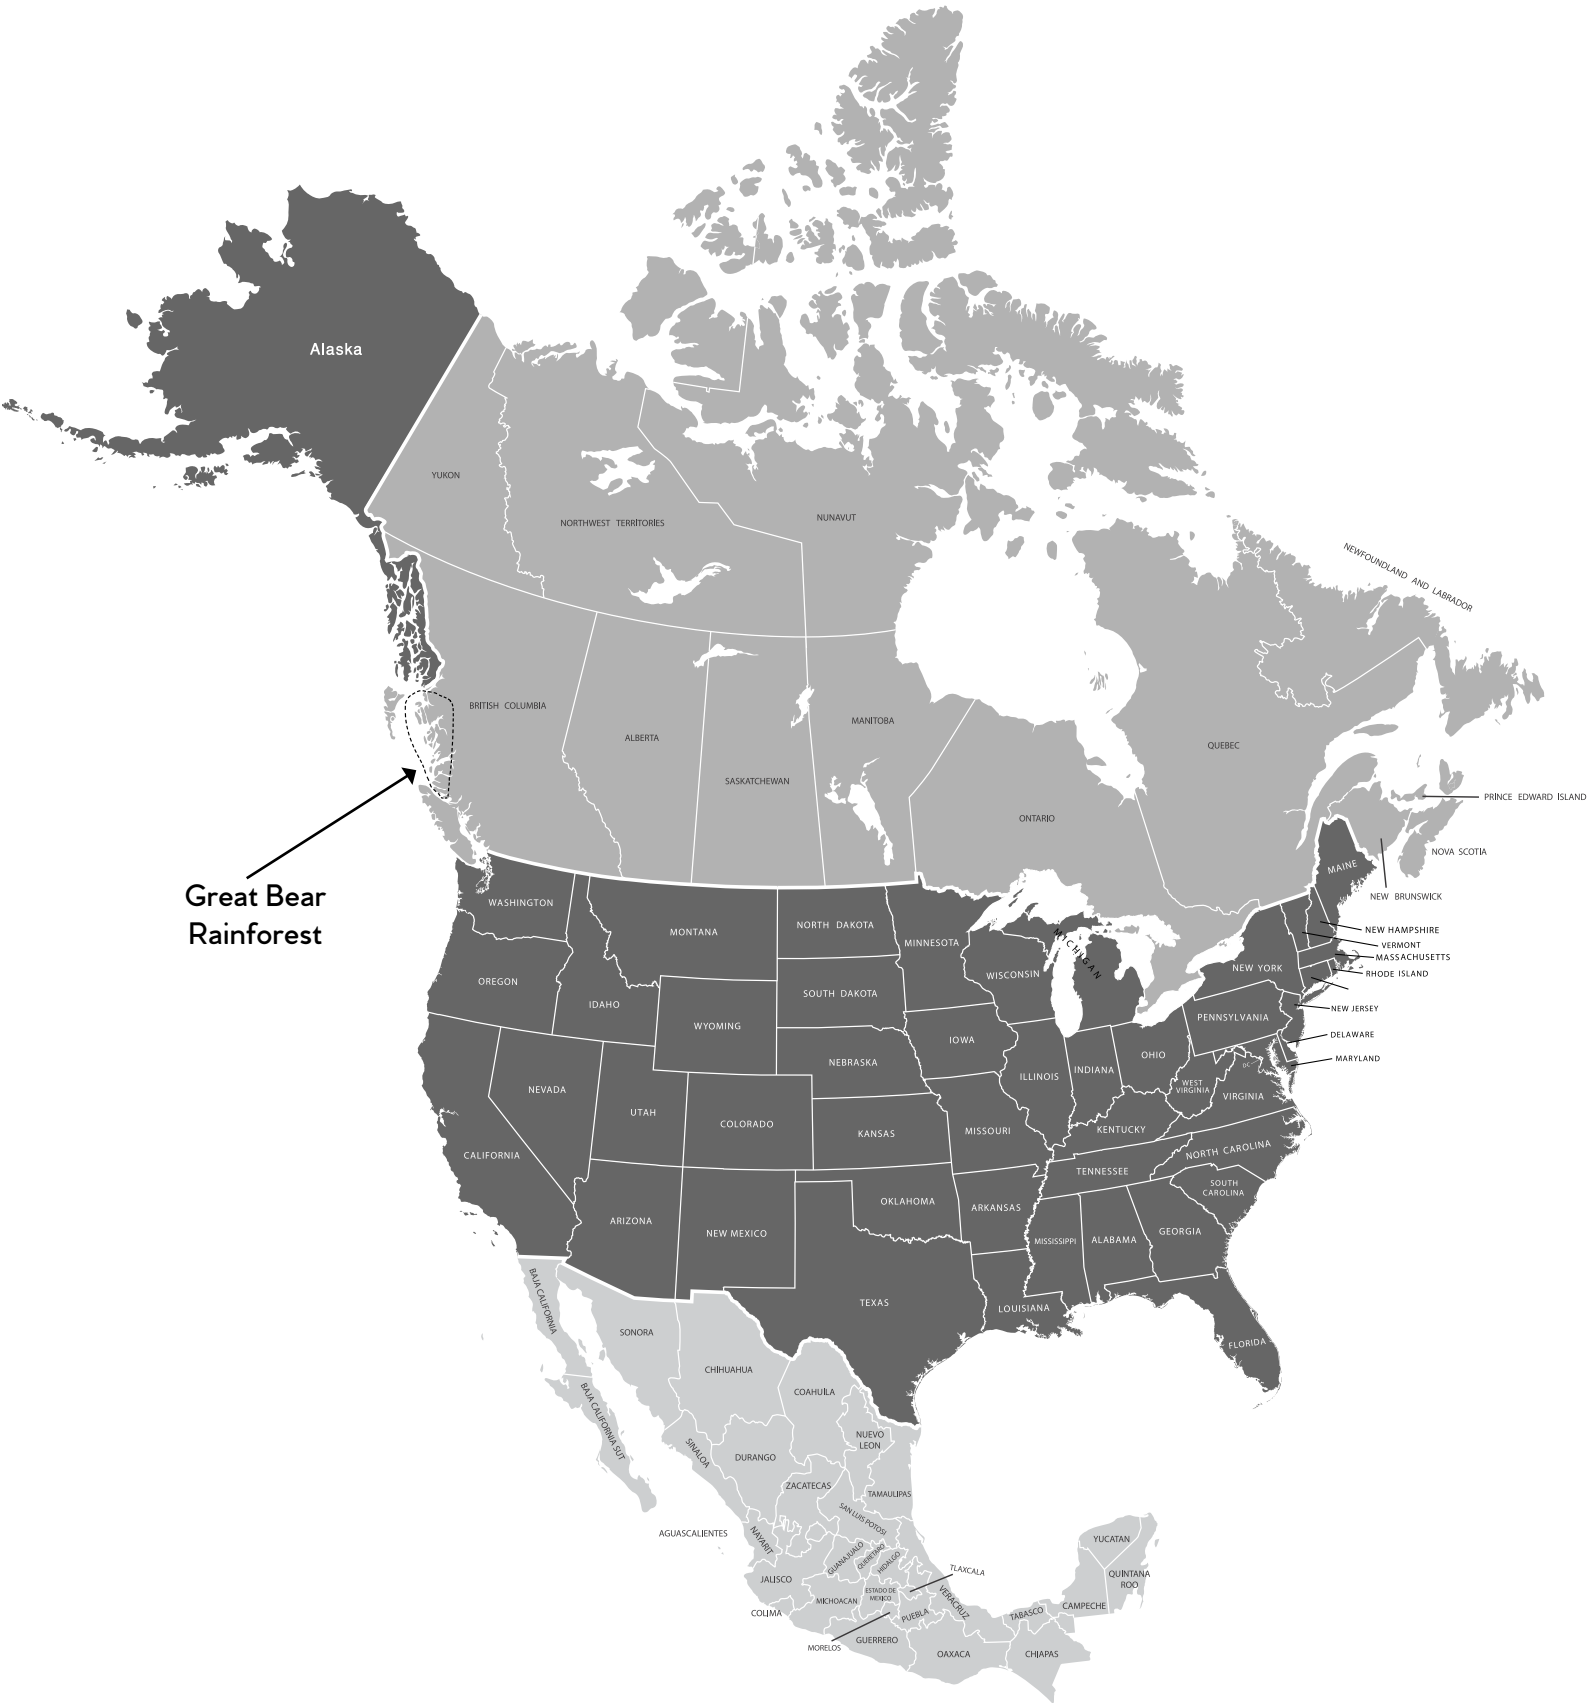 Alaska
YUKON
NORTHWEST TERRITORIES
NUNAVUT
NEWFOUNDLAND AND LABRADOR
BRITISH COLUMBIA
ALBERTA
SASKATCHEWAN
MANITOBA
ONTARIO
QUEBEC
PRINCE EDWARD ISLAND
NOVA SCOTIA
NEW BRUNSWICK
Great Bear
Rainforest
MAINE
NEW HAMPSHIRE
VERMONT
MASSACHUSETTS
RHODE ISLAND
NEW JERSEY
DELAWARE
MARYLAND
WASHINGTON
MONTANA
NORTH DAKOTA
MINNESOTA
MICHIGAN
WISCONSIN
NEW YORK
OREGON
IDAHO
SOUTH DAKOTA
WYOMING
PENNSYLVANIA
IOWA
NEBRASKA
ILLINOIS
INDIANA
OHIO
DC
WEST
VIRGINIA
VIRGINIA
NEVADA
UTAH
COLORADO
KANSAS
MISSOURI
KENTUCKY
CALIFORNIA
TENNESSEE
NORTH CAROLINA
SOUTH
CAROLINA
ARIZONA
NEW MEXICO
OKLAHOMA
ARKANSAS
MISSISSIPPI
ALABAMA
GEORGIA
TEXAS
LOUISIANA
FLORIDA
BAJA CALIFORNIA
SONORA
CHIHUAHUA
COAHUILA
BAJA CALIFORNIA SUT
SINALOA
DURANGO
NUEVO
LEON
ZACATECAS
TAMAULIPAS
SAN LUIS POTOSI
AGUASCALIENTES
NAYARIT
GUANAJUALO
QUERETARO
HIDALGO
TLAXCALA
YUCATAN
QUINTANA
ROO
JALISCO
MICHOACAN
ESTADO DE
MEXICO
VERACRUZ
CAMPECHE
COLIMA
PUEBLA
TABASCO
MORELOS
GUERRERO
OAXACA
CHIAPAS